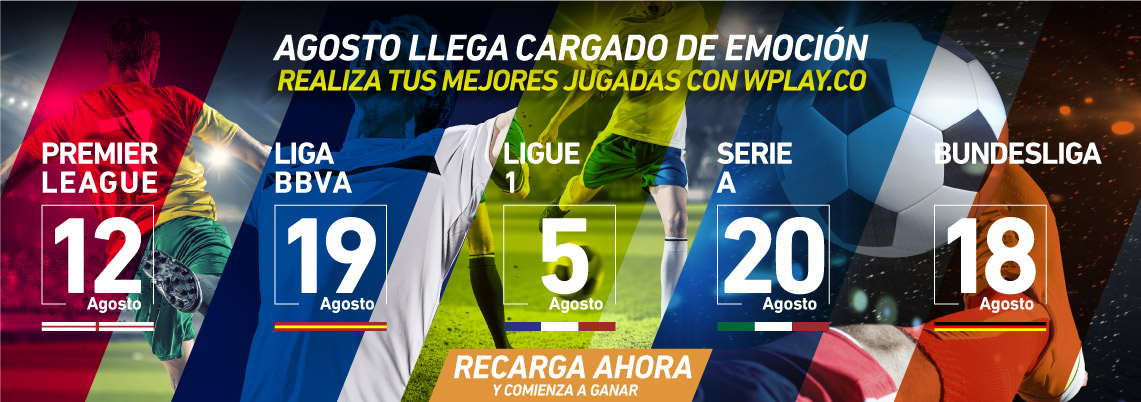 AGOSTO LLEGA CARGADO DE EMOCIÓN
REALIZA TUS MEJORES JUGADAS CON WPLAY.CO
PREMIER
LEAGUE
12
Agosto
LIGA
BBVA
19
Agosto
LIGUE
1
5
Agosto
SERIE
A
20
Agosto
BUNDESLIGA
18
Agosto
RECARGA AHORA
Y COMIENZA A GANAR